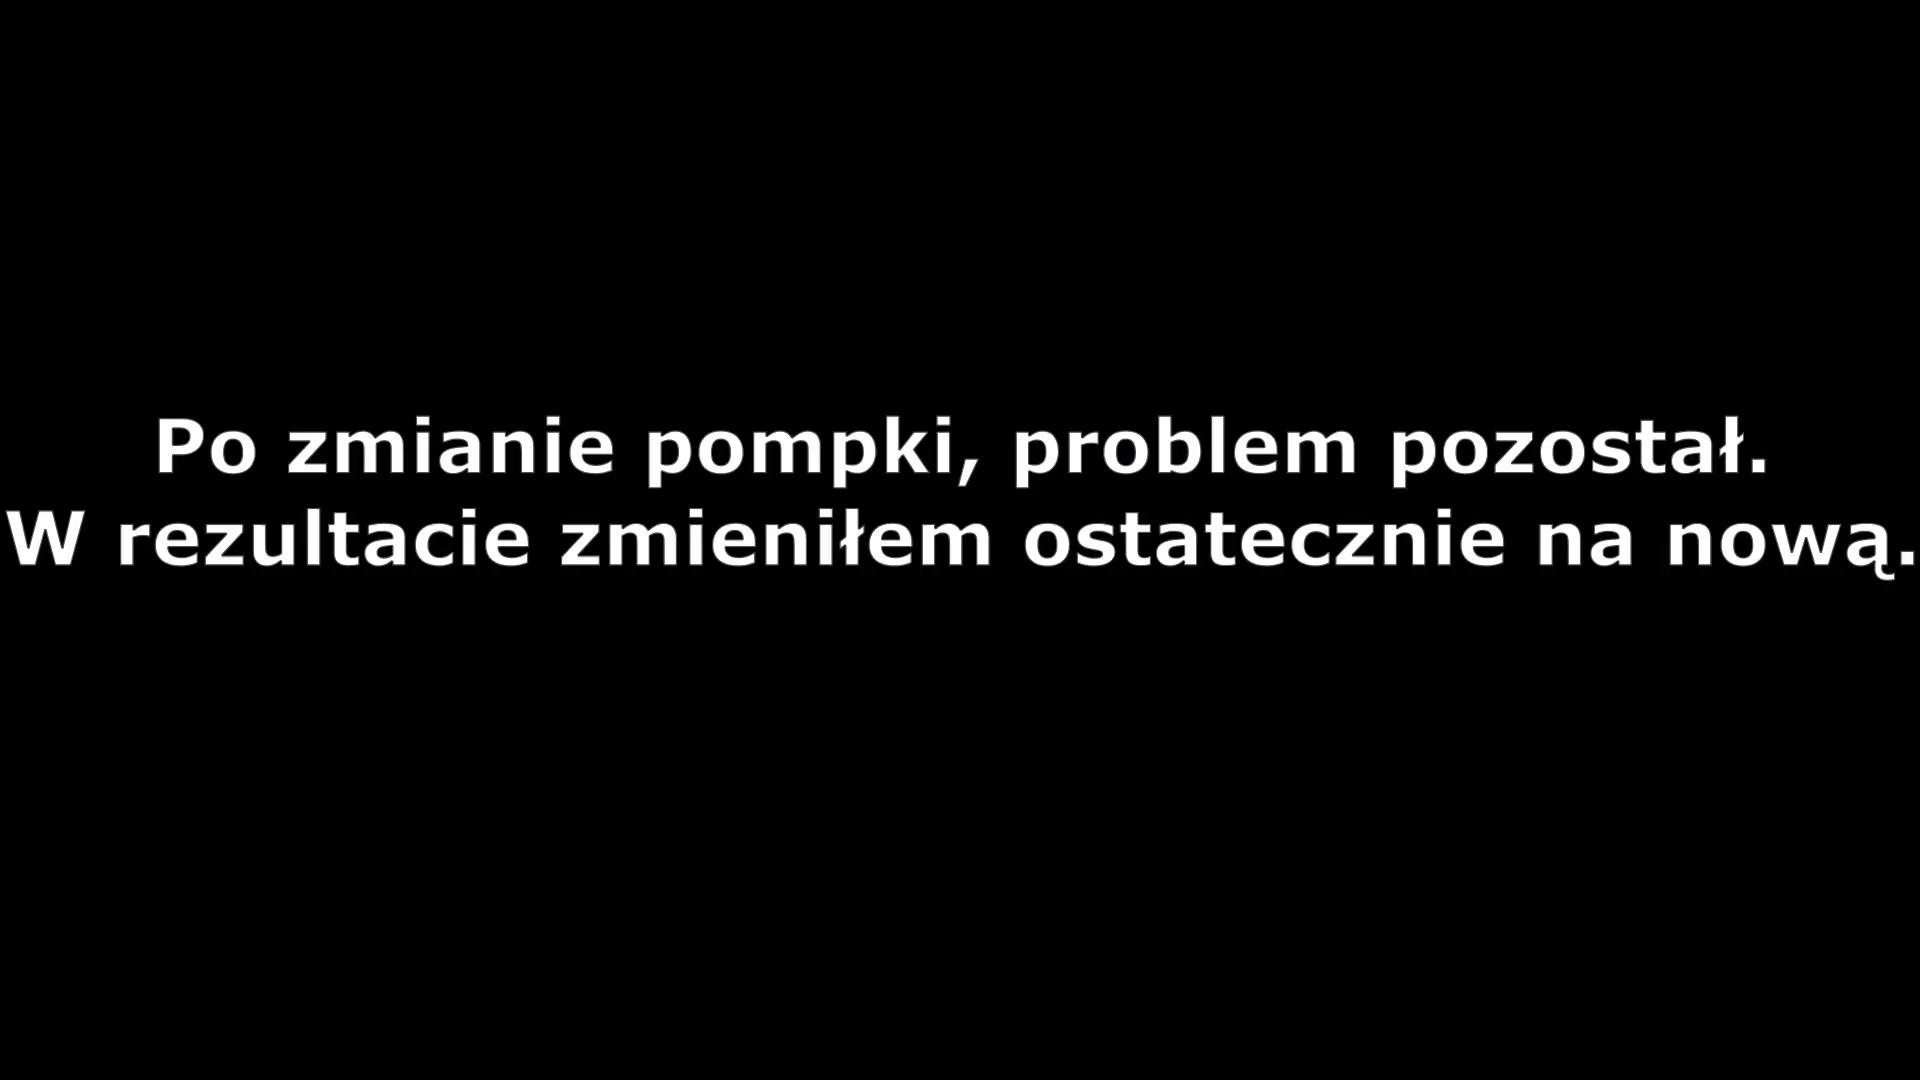 Po zmianie pompki, problem pozostał.
W rezultacie zmieniłem ostatecznie na nową.